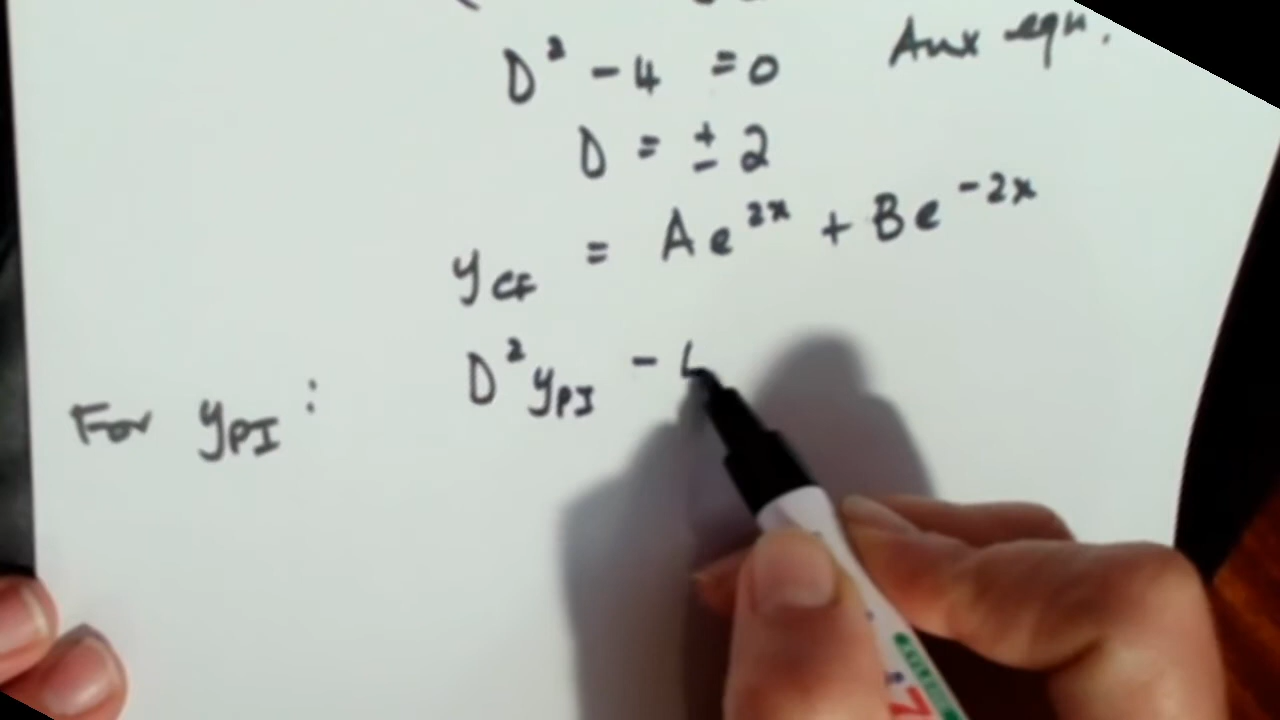 D² - 4 = 0 Aux eqn.
D = ± 2
y_CF = Ae^2x + Be^-2x
For y_PI : D² y_PI -